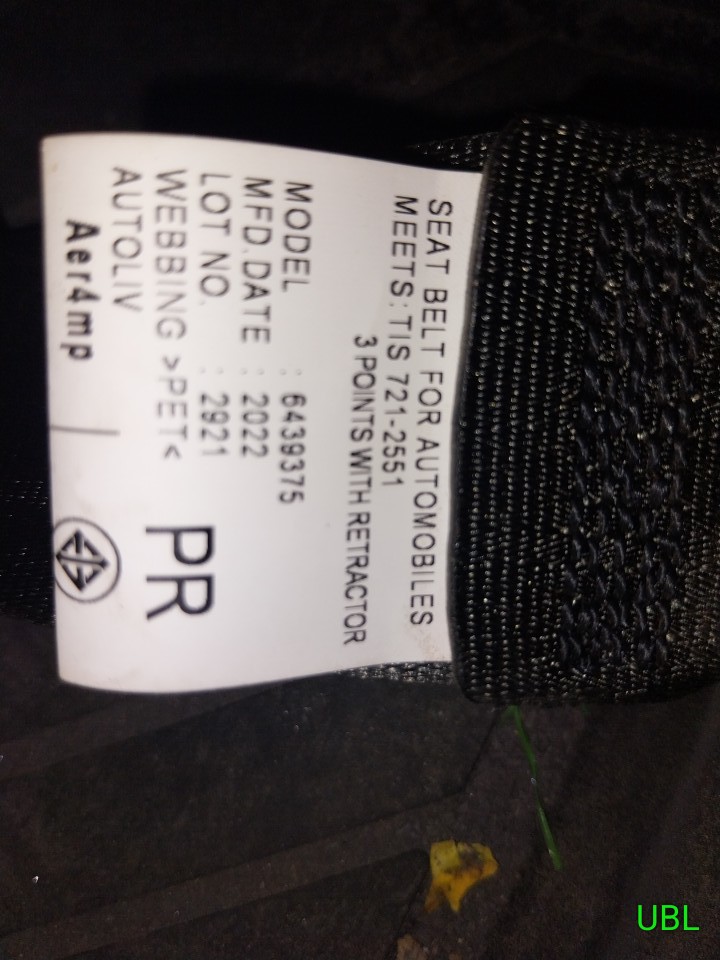 SEAT BELT FOR AUTOMOBILES
MEETS: TIS 721-2551
3 POINTS WITH RETRACTOR
MODEL : 6439375
MFD.DATE : 2022
LOT NO. : 2921
WEBBING >PET<
AUTOLIV
PR
Aer4mp
UBL